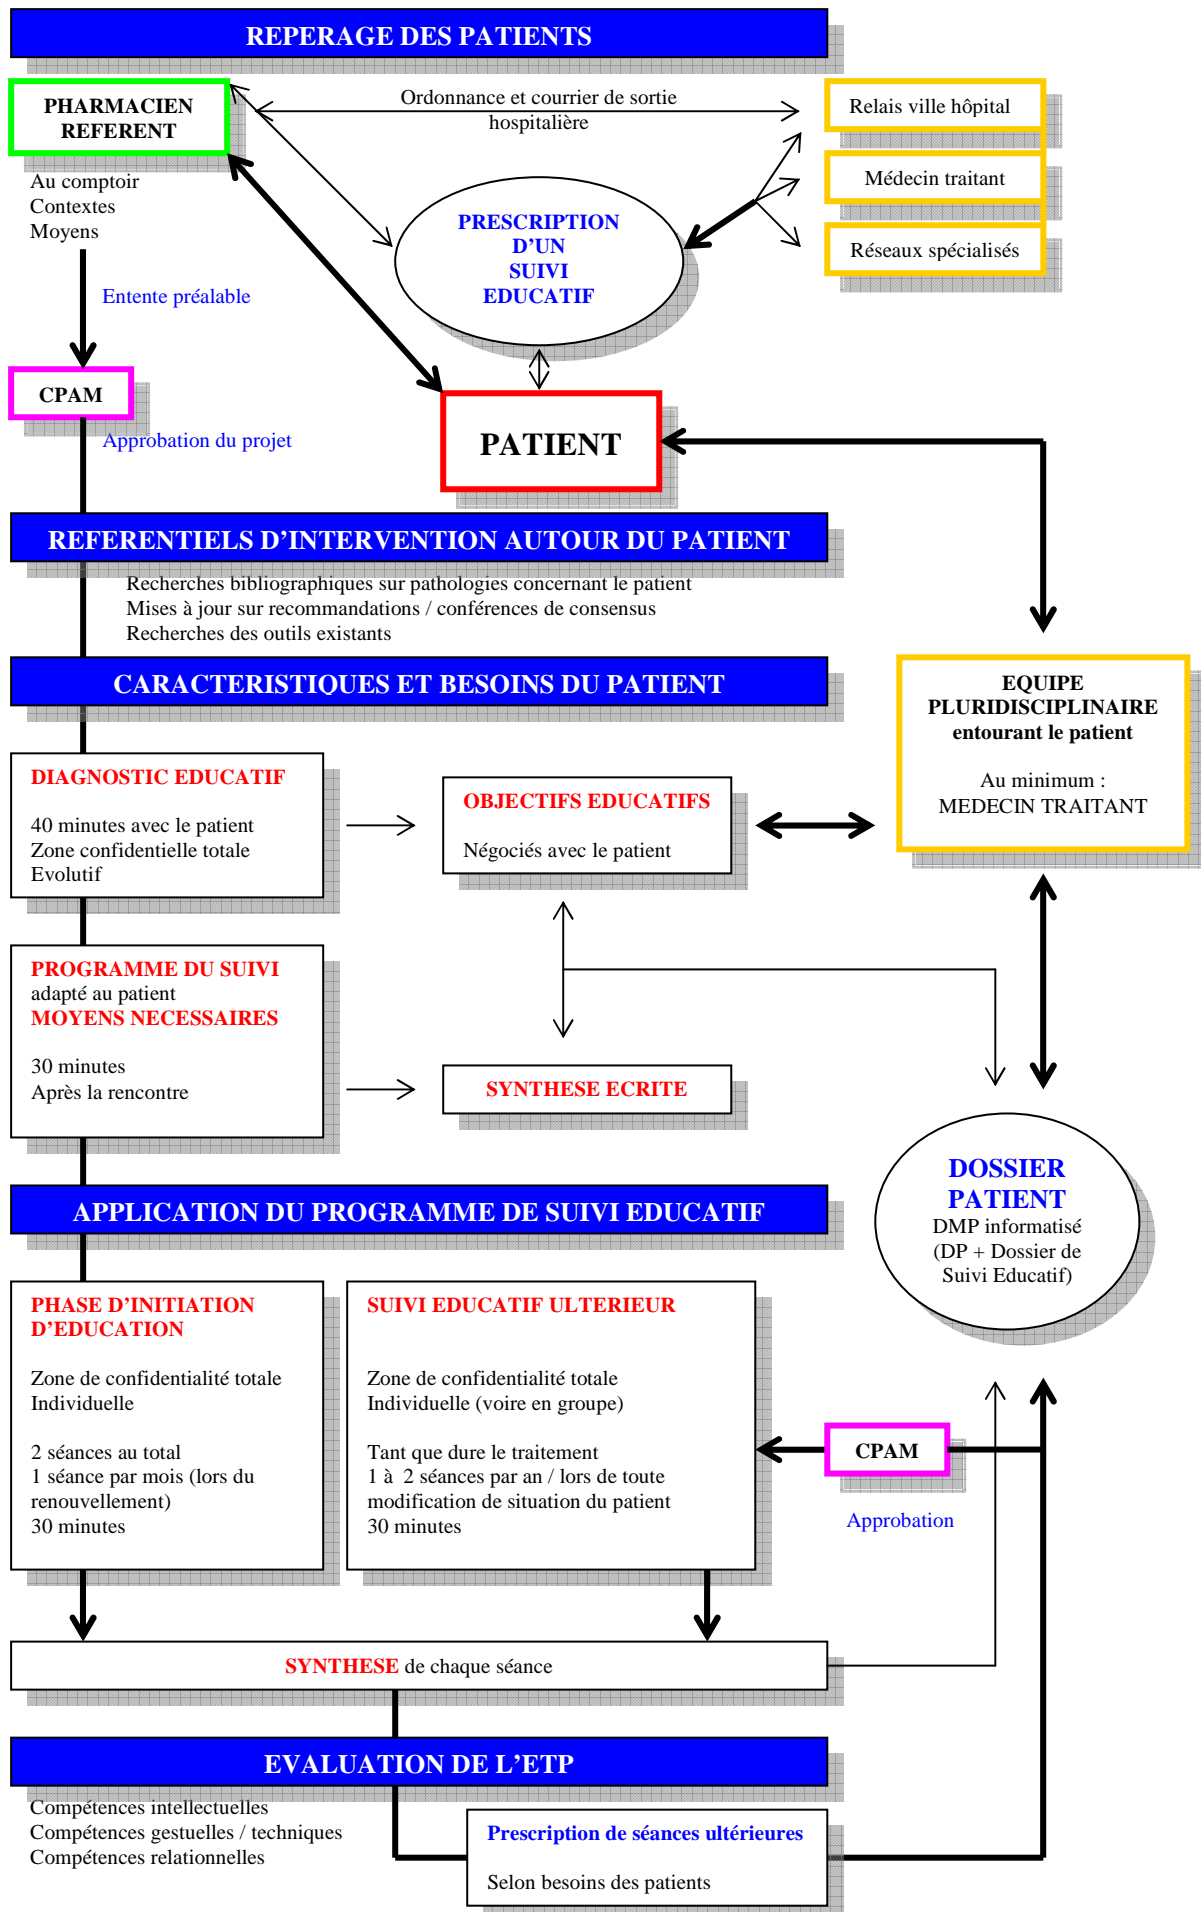 REPERAGE DES PATIENTS
PHARMACIEN
REFERENT
Ordonnance et courrier de sortie
hospitalière
Relais ville hôpital
Médecin traitant
Réseaux spécialisés
Au comptoir
Contextes
Moyens
PRESCRIPTION
D'UN
SUIVI
EDUCATIF
Entente préalable
CPAM
Approbation du projet
PATIENT
REFERENTIELS D'INTERVENTION AUTOUR DU PATIENT
Recherches bibliographiques sur pathologies concernant le patient
Mises à jour sur recommandations / conférences de consensus
Recherches des outils existants
CARACTERISTIQUES ET BESOINS DU PATIENT
EQUIPE
PLURIDISCIPLINAIRE
entourant le patient
Au minimum :
MEDECIN TRAITANT
DIAGNOSTIC EDUCATIF
40 minutes avec le patient
Zone confidentielle totale
Evolutif
OBJECTIFS EDUCATIFS
Négociés avec le patient
PROGRAMME DU SUIVI
adapté au patient
MOYENS NECESSAIRES
30 minutes
Après la rencontre
SYNTHESE ECRITE
DOSSIER
PATIENT
DMP informatisé
(DP + Dossier de
Suivi Educatif)
APPLICATION DU PROGRAMME DE SUIVI EDUCATIF
PHASE D'INITIATION
D'EDUCATION
Zone de confidentialité totale
Individuelle
2 séances au total
1 séance par mois (lors du
renouvellement)
30 minutes
SUIVI EDUCATIF ULTERIEUR
Zone de confidentialité totale
Individuelle (voire en groupe)
Tant que dure le traitement
1 à 2 séances par an / lors de toute
modification de situation du patient
30 minutes
CPAM
Approbation
SYNTHESE de chaque séance
EVALUATION DE L'ETP
Compétences intellectuelles
Compétences gestuelles / techniques
Compétences relationnelles
Prescription de séances ultérieures
Selon besoins des patients